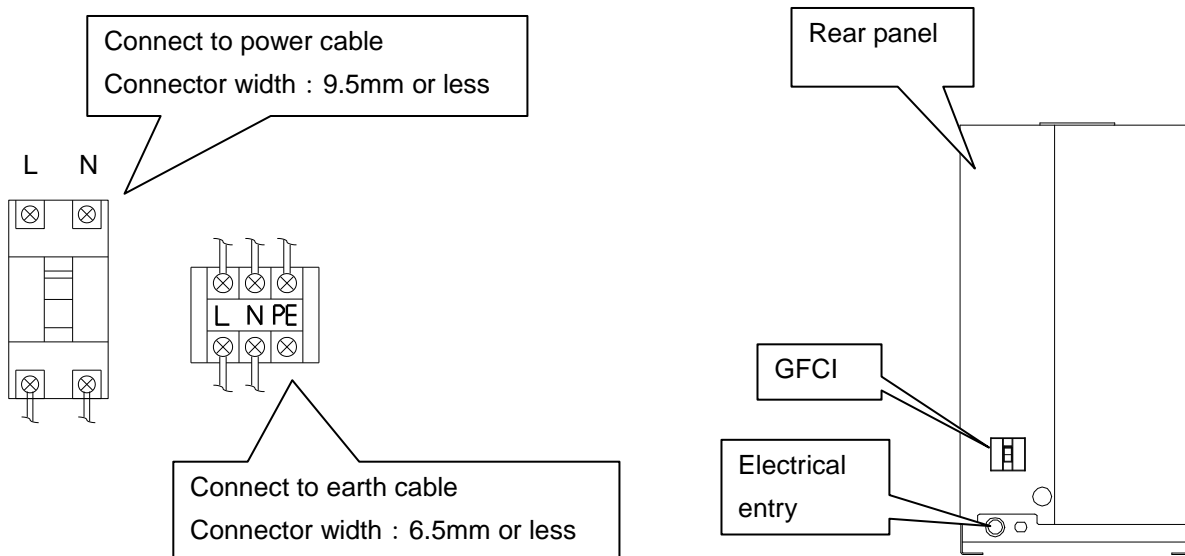 Connect to power cable
Connector width：9.5mm or less
Rear panel
L N
L N PE
GFCI
Electrical
entry
Connect to earth cable
Connector width：6.5mm or less